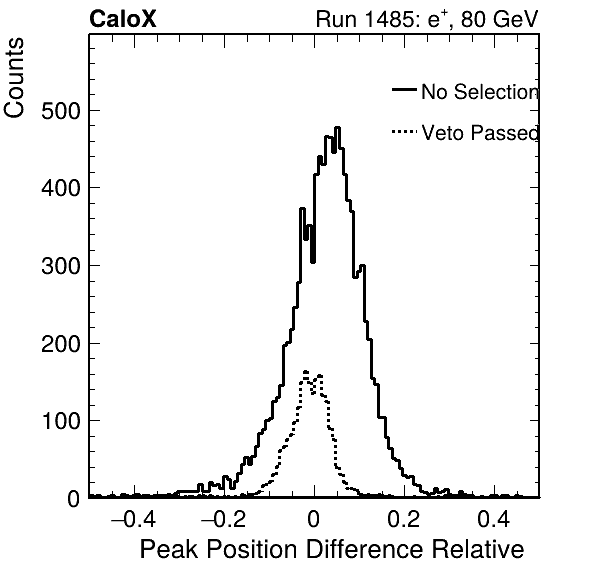 CaloX Run 1485: e⁺, 80 GeV
Counts
No Selection
Veto Passed
500
400
300
200
100
0
−0.4 −0.2 0 0.2 0.4
Peak Position Difference Relative